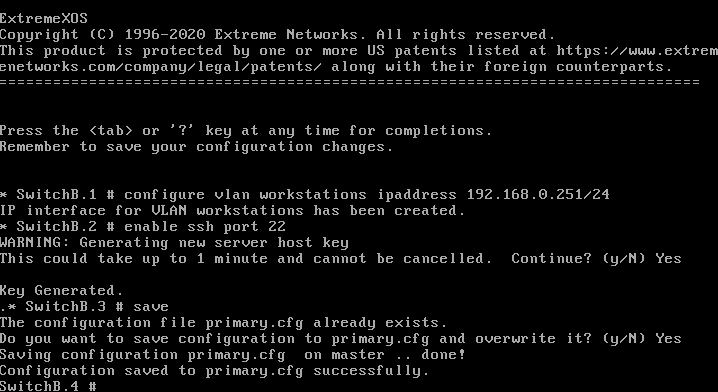 ExtremeXOS
Copyright (C) 1996-2020 Extreme Networks. All rights reserved.
This product is protected by one or more US patents listed at https://www.extrem
enetworks.com/company/legal/patents/ along with their foreign counterparts.
================================================================================
Press the <tab> or '?' key at any time for completions.
Remember to save your configuration changes.
* SwitchB.1 # configure vlan workstations ipaddress 192.168.0.251/24
IP interface for VLAN workstations has been created.
* SwitchB.2 # enable ssh port 22
WARNING: Generating new server host key
This could take up to 1 minute and cannot be cancelled.  Continue? (y/N) Yes
Key Generated.
.* SwitchB.3 # save
The configuration file primary.cfg already exists.
Do you want to save configuration to primary.cfg and overwrite it? (y/N) Yes
Saving configuration primary.cfg  on master .. done!
Configuration saved to primary.cfg successfully.
SwitchB.4 #